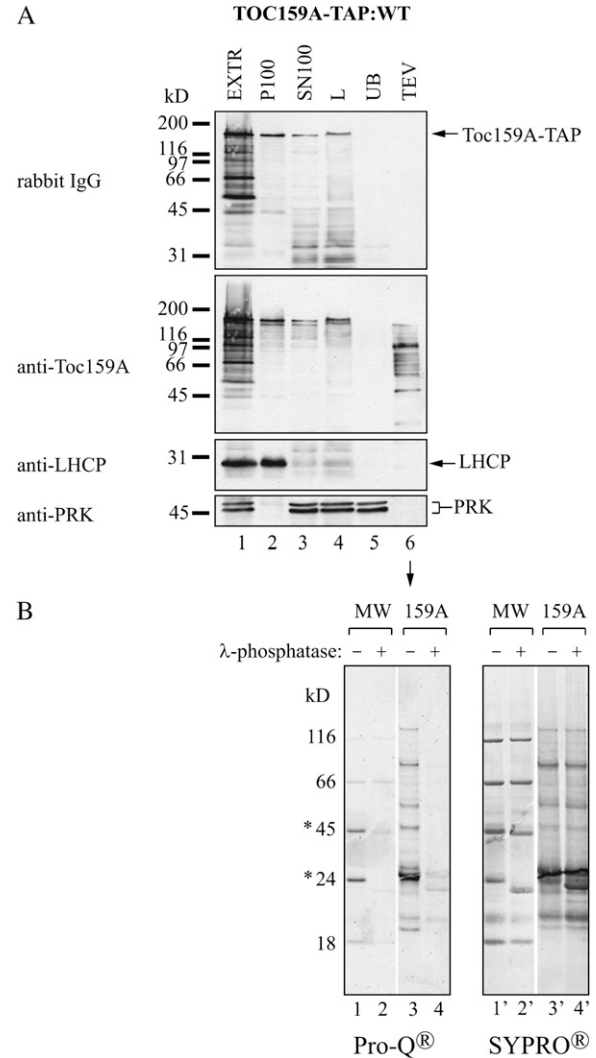 A
TOC159A-TAP:WT
kD
EXTR
P100
SN100
L
UB
TEV
rabbit IgG
200
116
97
66
45
31
Toc159A-TAP
anti-Toc159A
200
116
97
66
45
anti-LHCP
31
LHCP
anti-PRK
45
PRK
1 2 3 4 5 6
B
MW 159A MW 159A
λ-phosphatase: – + – + – + – +
kD
116
66
*45
*24
18
1 2 3 4 1' 2' 3' 4'
Pro-Q® SYPRO®